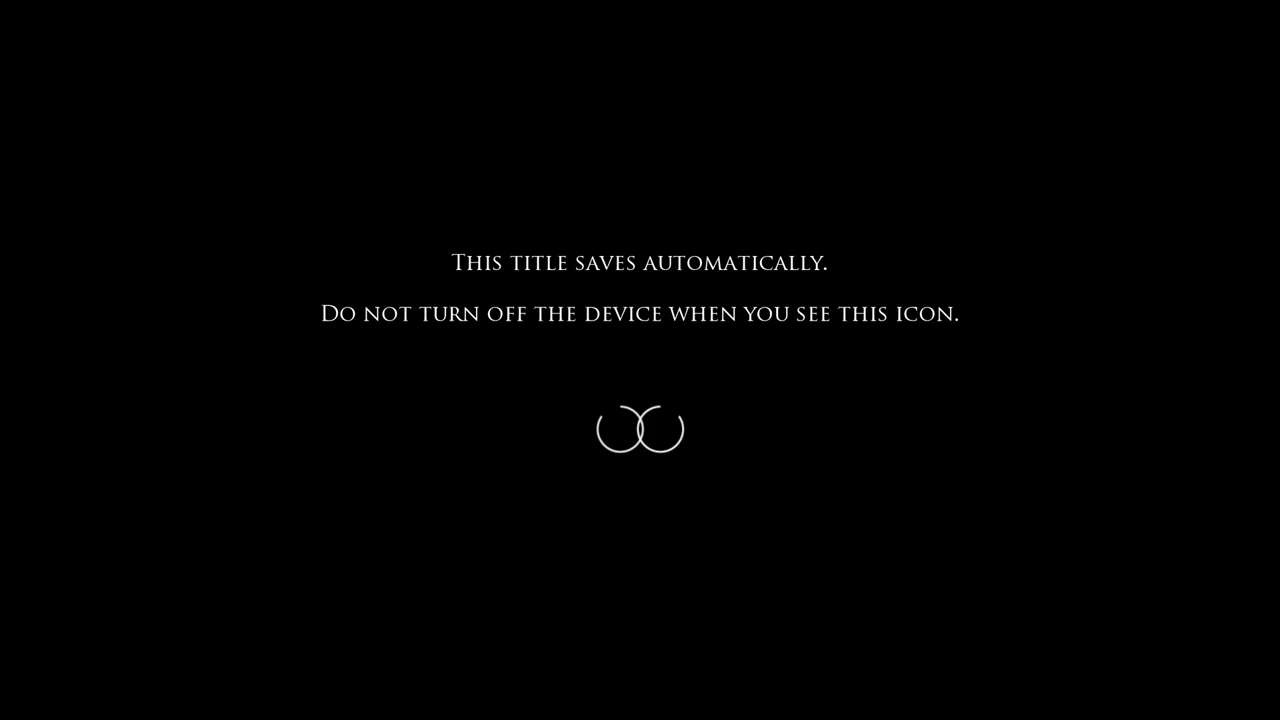 This title saves automatically.
Do not turn off the device when you see this icon.